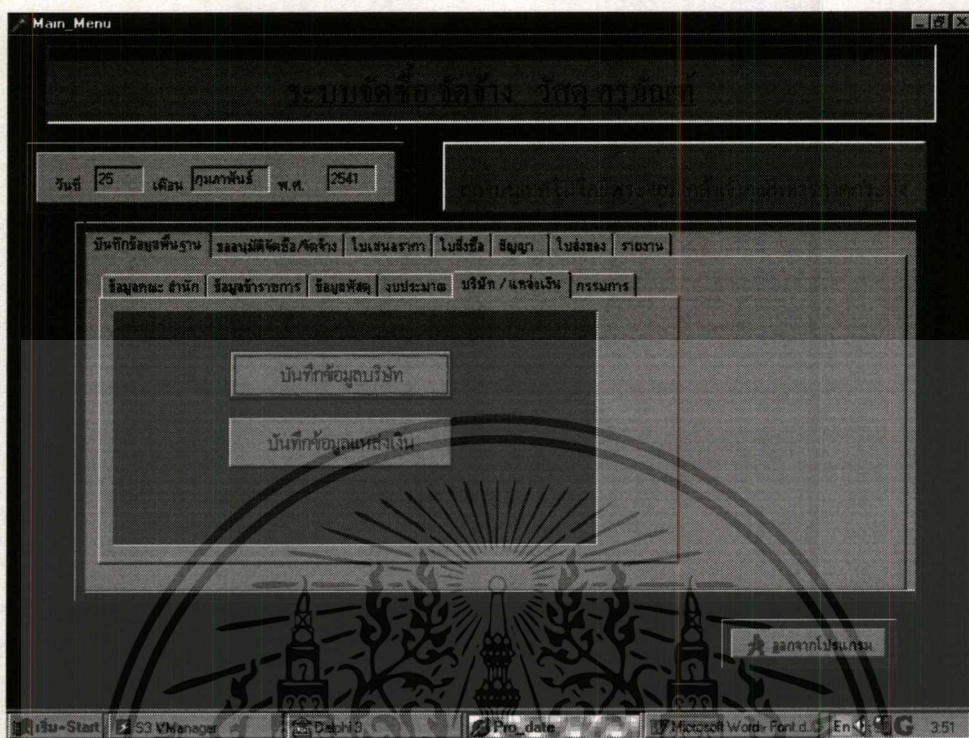 Main_Menu
ระบบจัดซื้อ จัดจ้าง วัสดุ ครุภัณฑ์
วันที่ 25 เดือน กุมภาพันธ์ พ.ศ. 2541
บันทึกข้อมูลพื้นฐาน ขออนุมัติจัดซื้อ/จัดจ้าง ใบเสนอราคา ใบสั่งซื้อ สัญญา ใบส่งของ รายงาน
ข้อมูลคณะ สำนัก ข้อมูลข้าราชการ ข้อมูลพัสดุ งบประมาณ บริษัท / แหล่งเงิน กรรมการ
บันทึกข้อมูลบริษัท
บันทึกข้อมูลแหล่งเงิน
ออกจากโปรแกรม
เริ่ม-Start S3 VManager Delphi 3 Pro_date Microsoft Word - Font.d En 3:51